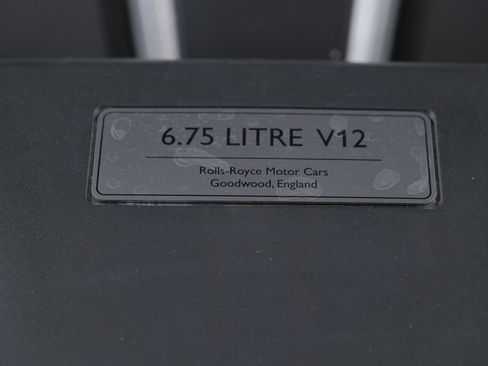 6.75 LITRE V12
Rolls-Royce Motor Cars
Goodwood, England